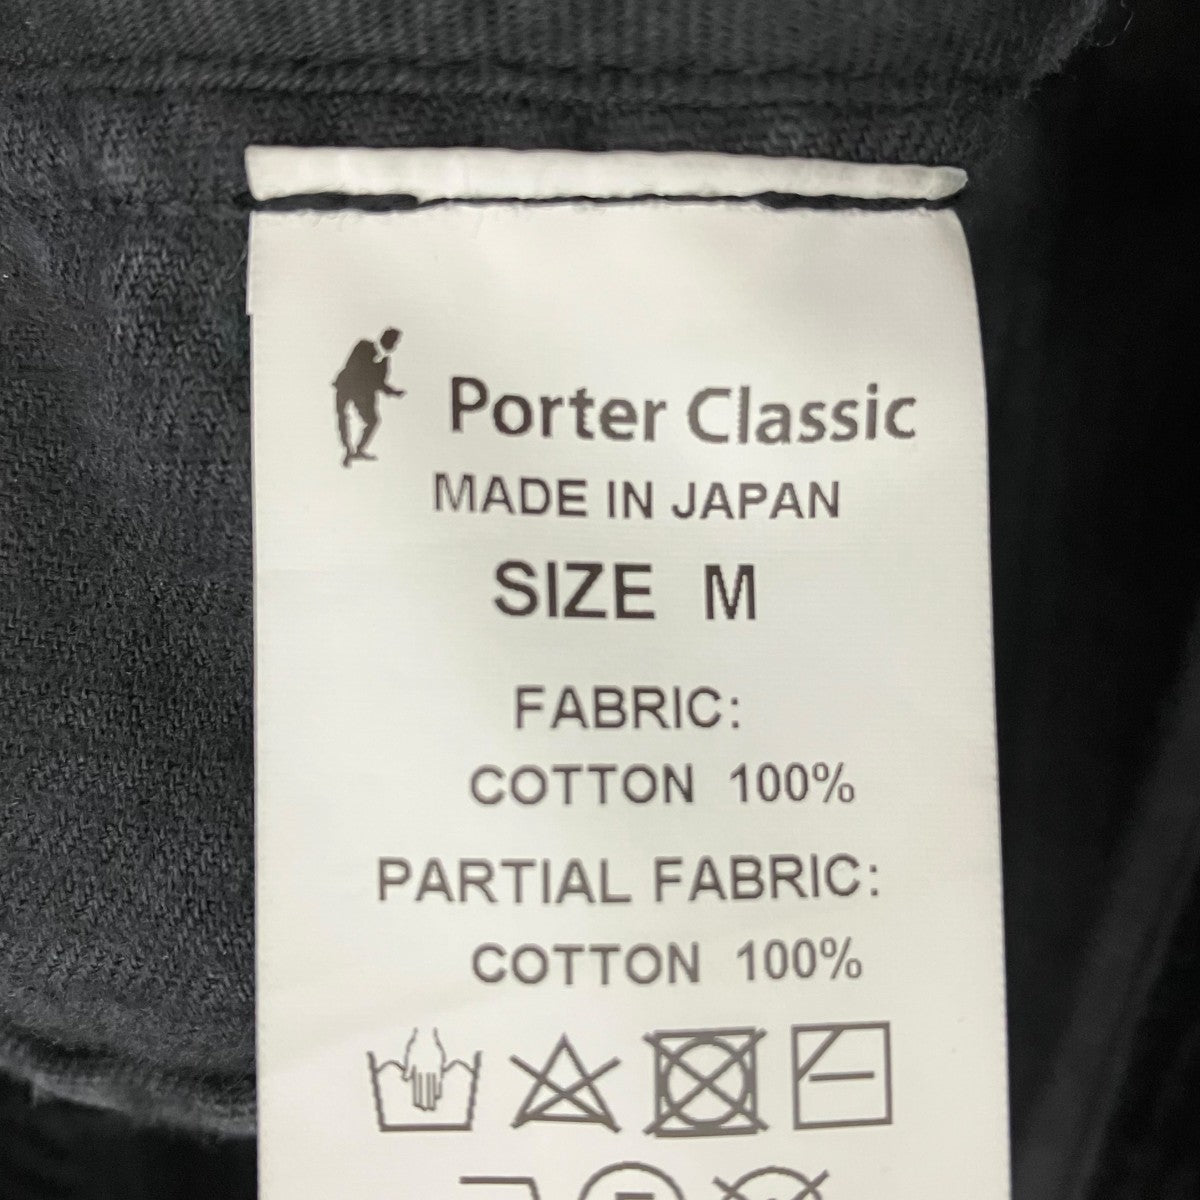 Porter Classic
MADE IN JAPAN
SIZE M
FABRIC:
COTTON 100%
PARTIAL FABRIC:
COTTON 100%